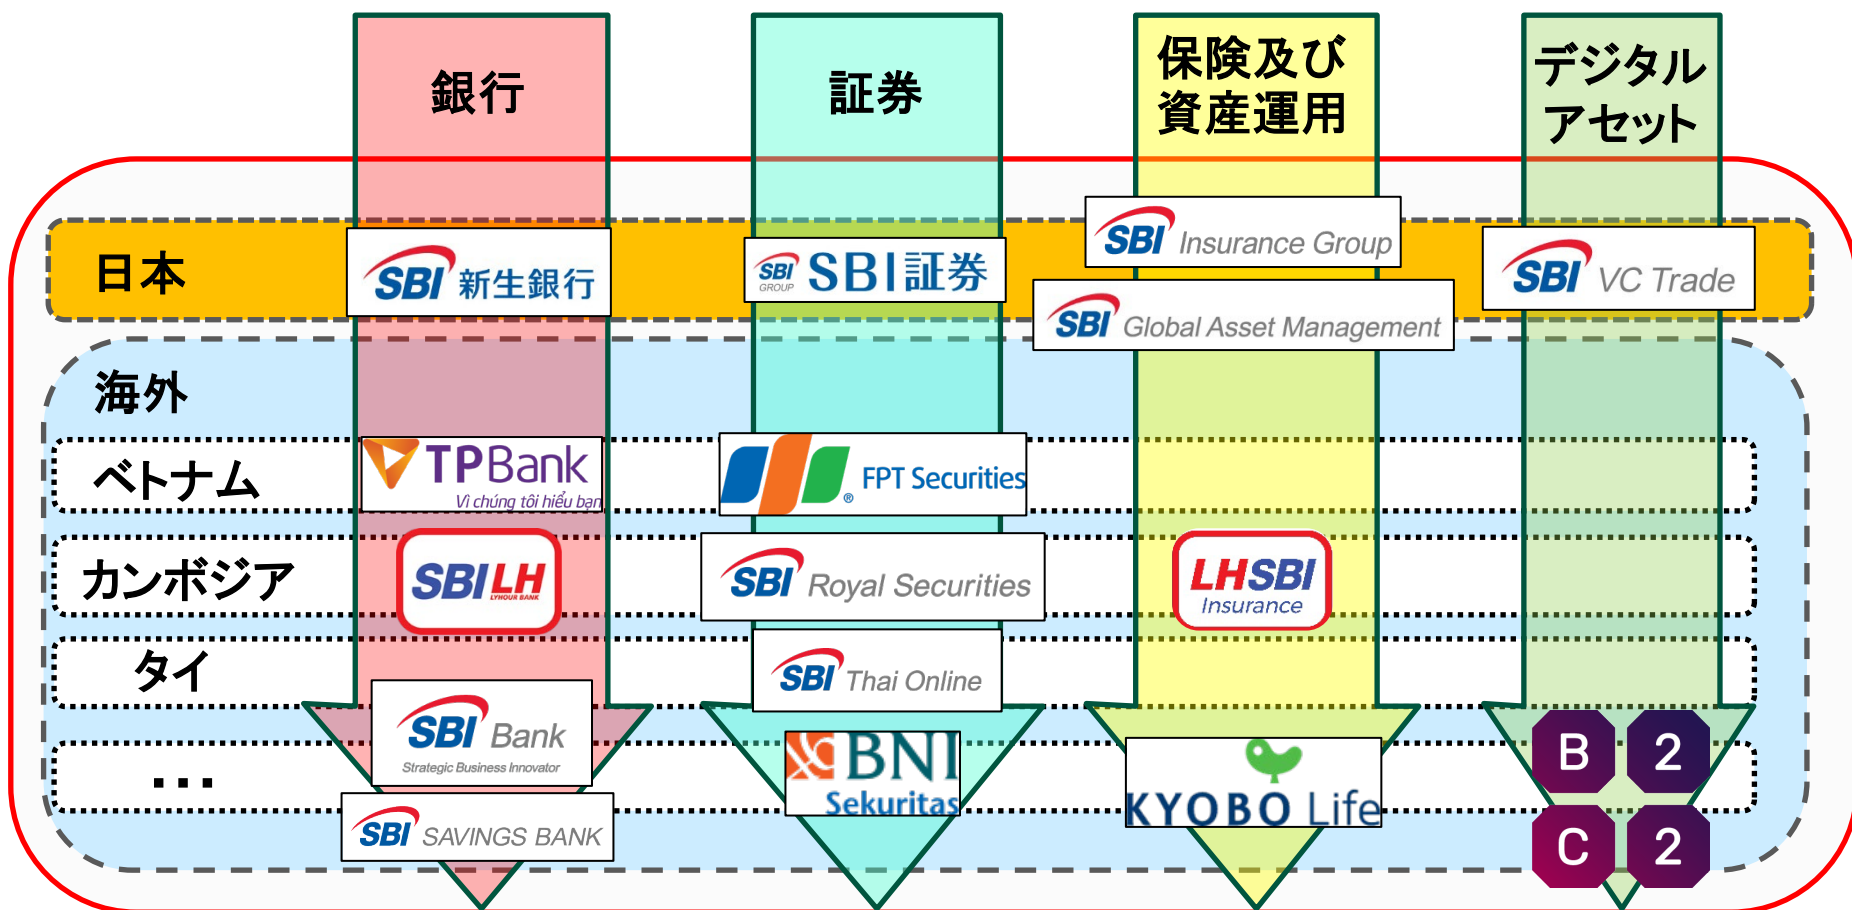 銀行
証券
保険及び
資産運用
デジタル
アセット
日本
SBI 新生銀行
SBI GROUP SBI証券
SBI Insurance Group
SBI Global Asset Management
SBI VC Trade
海外
ベトナム
TPBank
Vì chúng tôi hiểu bạn
® FPT Securities
カンボジア
SBI LH
LYHOUR BANK
SBI Royal Securities
LHSBI
Insurance
タイ
SBI Thai Online
...
SBI Bank
Strategic Business Innovator
SBI SAVINGS BANK
BNI
Sekuritas
KYOBO Life
B 2
C 2